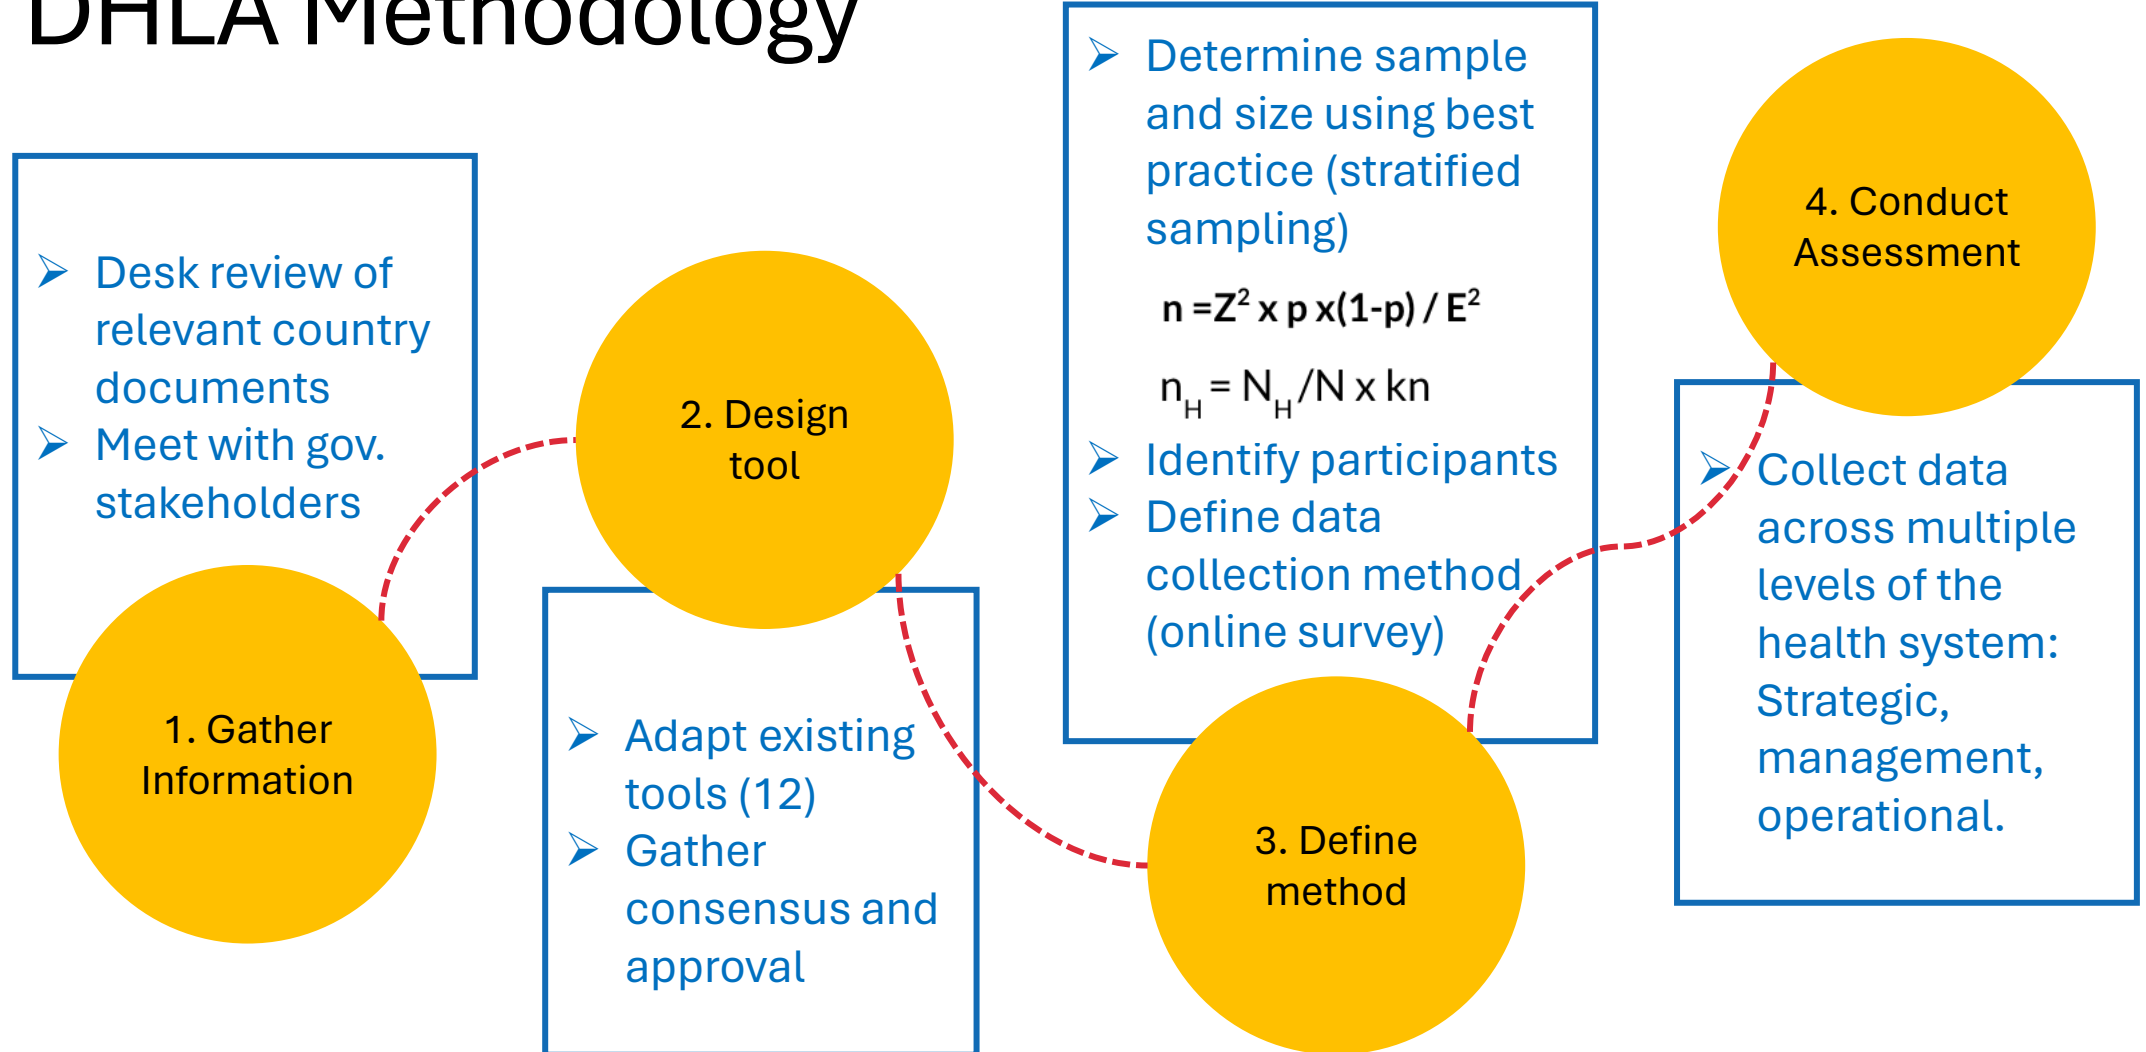 DHLA Methodology
➢ Desk review of
relevant country
documents
➢ Meet with gov.
stakeholders
1. Gather
Information
2. Design
tool
➢ Adapt existing
tools (12)
➢ Gather
consensus and
approval
➢ Determine sample
and size using best
practice (stratified
sampling)
n =Z² x p x(1-p) / E²
n_H = N_H/N x kn
➢ Identify participants
➢ Define data
collection method
(online survey)
3. Define
method
4. Conduct
Assessment
➢ Collect data
across multiple
levels of the
health system:
Strategic,
management,
operational.